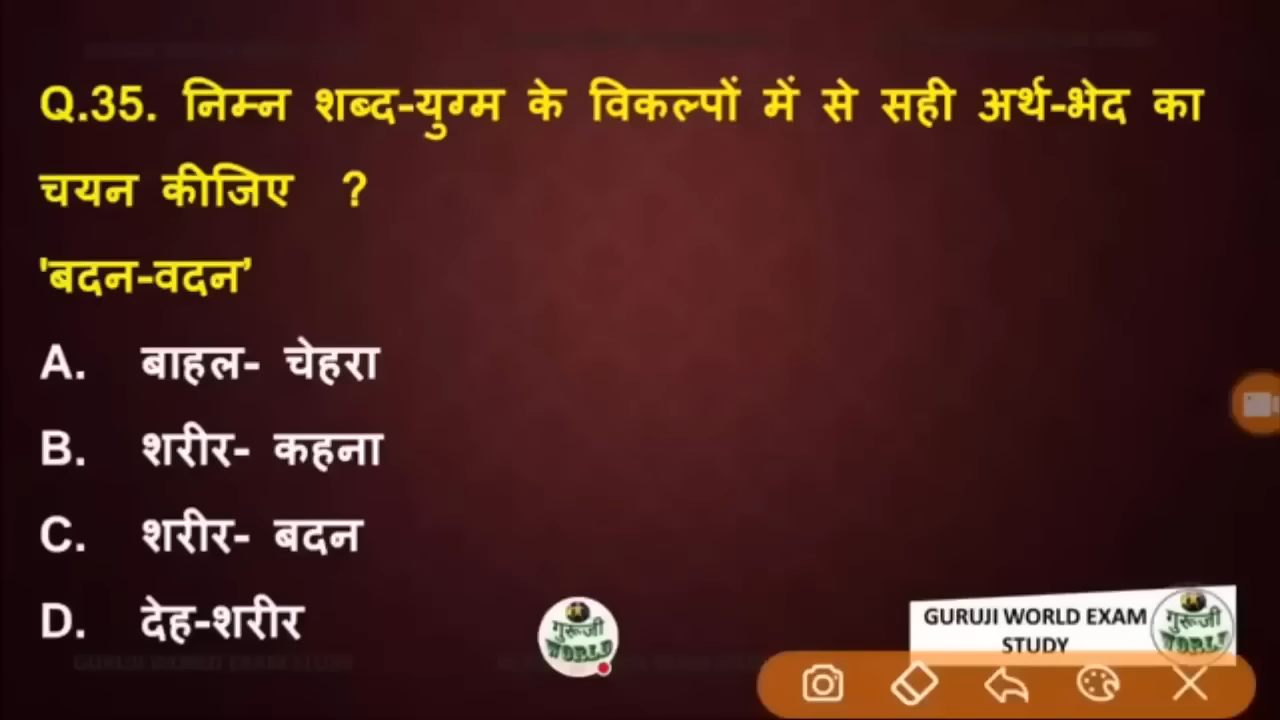 Q.35. निम्न शब्द-युग्म के विकल्पों में से सही अर्थ-भेद का
चयन कीजिए ?
'बदन-वदन’
A. बाहल- चेहरा
B. शरीर- कहना
C. शरीर- बदन
D. देह-शरीर
गुरूजी
WORLD
GURUJI WORLD EXAM
STUDY
गुरूजी
WORLD